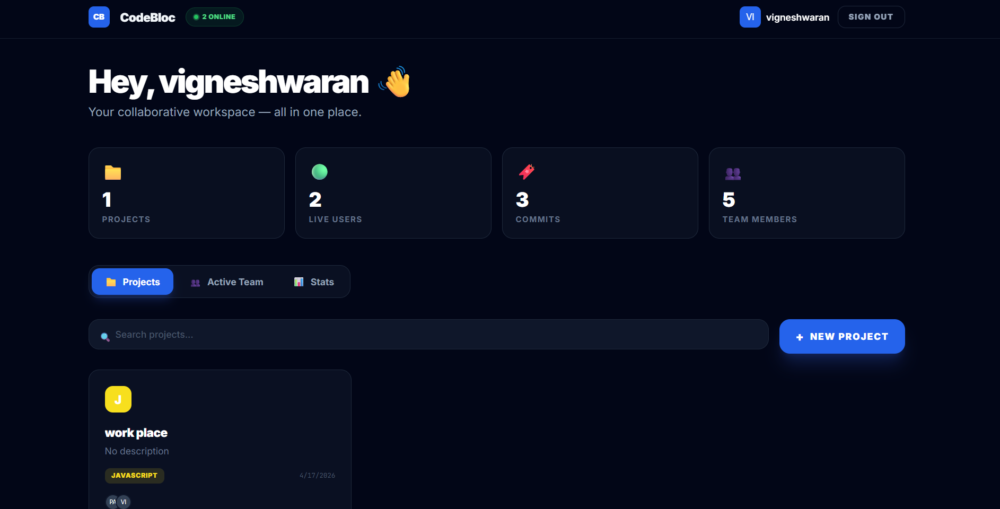 CB CodeBloc 2 ONLINE VI vigneshwaran SIGN OUT
Hey, vigneshwaran
Your collaborative workspace — all in one place.
1
PROJECTS
2
LIVE USERS
3
COMMITS
5
TEAM MEMBERS
Projects Active Team Stats
Search projects...
+ NEW PROJECT
J
work place
No description
JAVASCRIPT 4/17/2026
PA VI